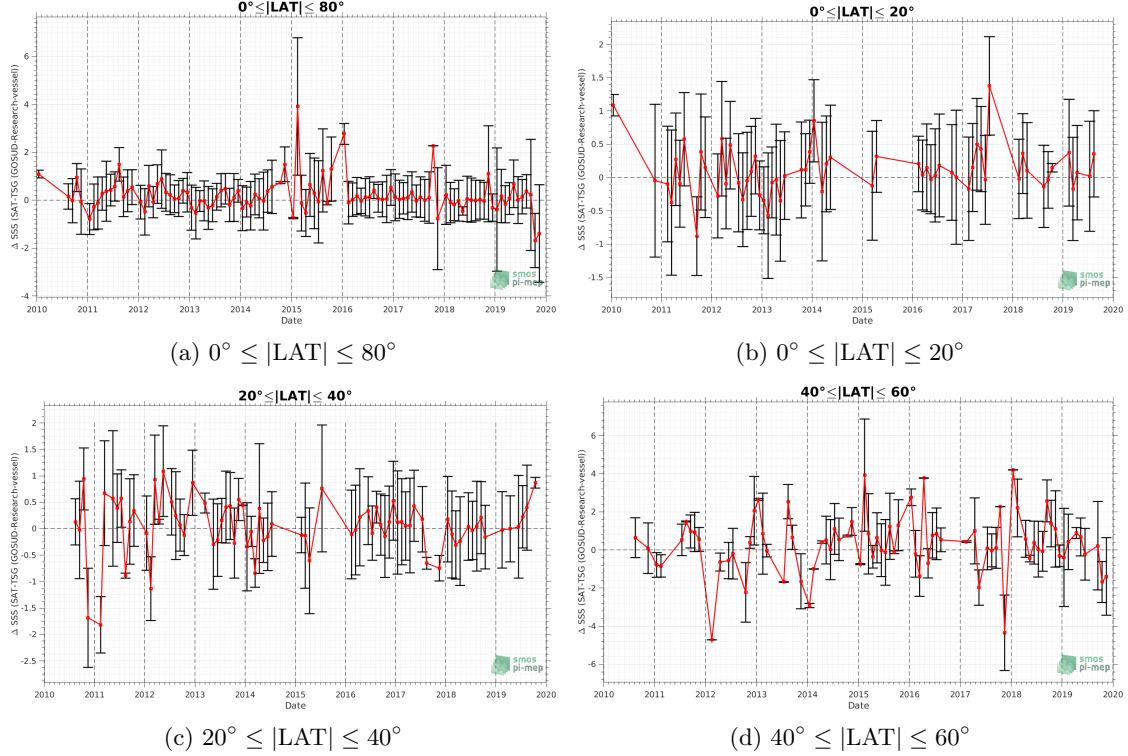 0°≤|LAT|≤ 80°
Δ SSS (SAT-TSG (GOSUD-Research-vessel))
6
4
2
0
-2
-4
2010 2011 2012 2013 2014 2015 2016 2017 2018 2019 2020
Date
smos
pi-mep
(a) 0° ≤ |LAT| ≤ 80°
0°≤|LAT|≤ 20°
Δ SSS (SAT-TSG (GOSUD-Research-vessel))
2
1.5
1
0.5
0
-0.5
-1
-1.5
2010 2011 2012 2013 2014 2015 2016 2017 2018 2019 2020
Date
smos
pi-mep
(b) 0° ≤ |LAT| ≤ 20°
20°≤|LAT|≤ 40°
Δ SSS (SAT-TSG (GOSUD-Research-vessel))
2
1.5
1
0.5
0
-0.5
-1
-1.5
-2
-2.5
2010 2011 2012 2013 2014 2015 2016 2017 2018 2019 2020
Date
smos
pi-mep
(c) 20° ≤ |LAT| ≤ 40°
40°≤|LAT|≤ 60°
Δ SSS (SAT-TSG (GOSUD-Research-vessel))
6
4
2
0
-2
-4
-6
2010 2011 2012 2013 2014 2015 2016 2017 2018 2019 2020
Date
smos
pi-mep
(d) 40° ≤ |LAT| ≤ 60°